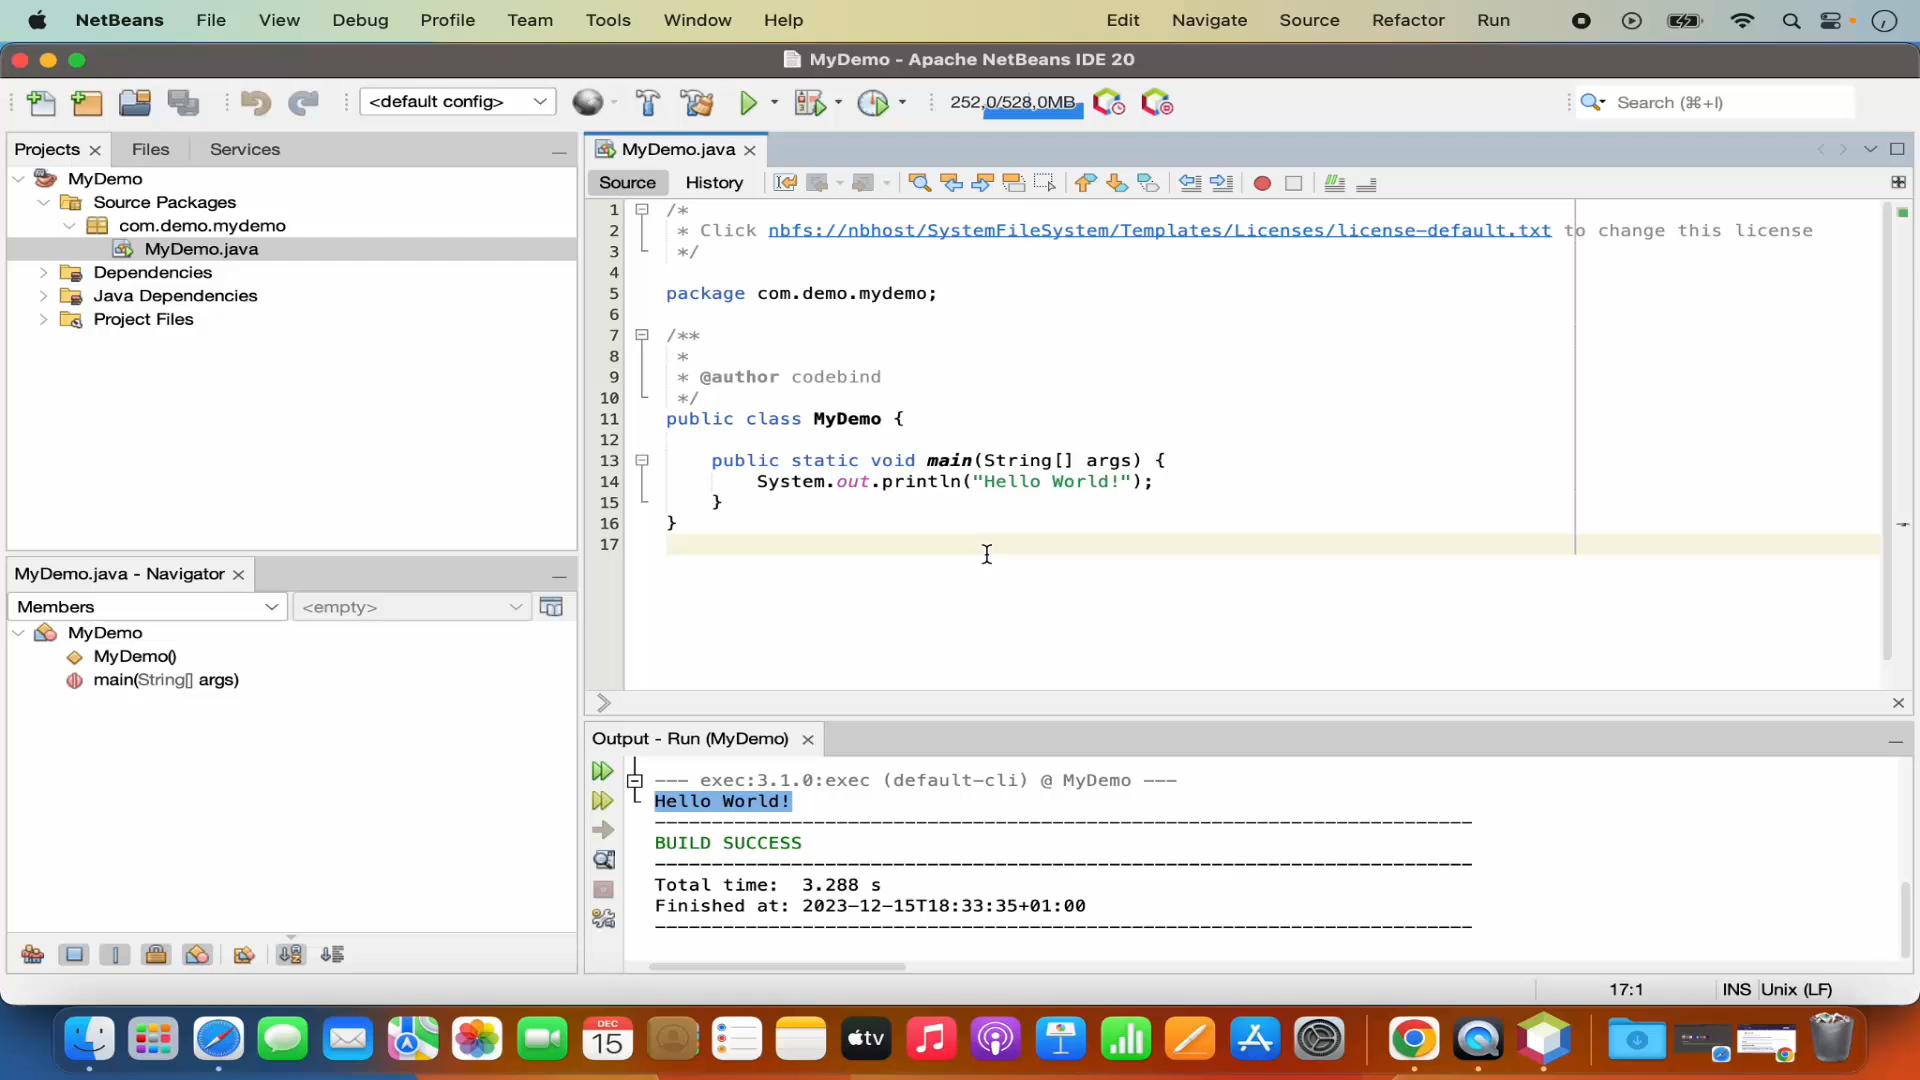 NetBeans File View Debug Profile Team Tools Window Help Edit Navigate Source Refactor Run
MyDemo - Apache NetBeans IDE 20
<default config> 252,0/528,0MB Search (⌘+I)
Projects Files Services
MyDemo
Source Packages
com.demo.mydemo
MyDemo.java
Dependencies
Java Dependencies
Project Files
MyDemo.java - Navigator
Members <empty>
MyDemo
MyDemo()
main(String[] args)
MyDemo.java
Source History
1 /*
2 * Click nbfs://nbhost/SystemFileSystem/Templates/Licenses/license-default.txt to change this license
3 */
4
5 package com.demo.mydemo;
6
7 /**
8 *
9 * @author codebind
10 */
11 public class MyDemo {
12
13 public static void main(String[] args) {
14 System.out.println("Hello World!");
15 }
16 }
17
Output - Run (MyDemo)
--- exec:3.1.0:exec (default-cli) @ MyDemo ---
Hello World!
------------------------------------------------------------------------
BUILD SUCCESS
------------------------------------------------------------------------
Total time: 3.288 s
Finished at: 2023-12-15T18:33:35+01:00
------------------------------------------------------------------------
17:1 INS Unix (LF)
DEC
15
tv